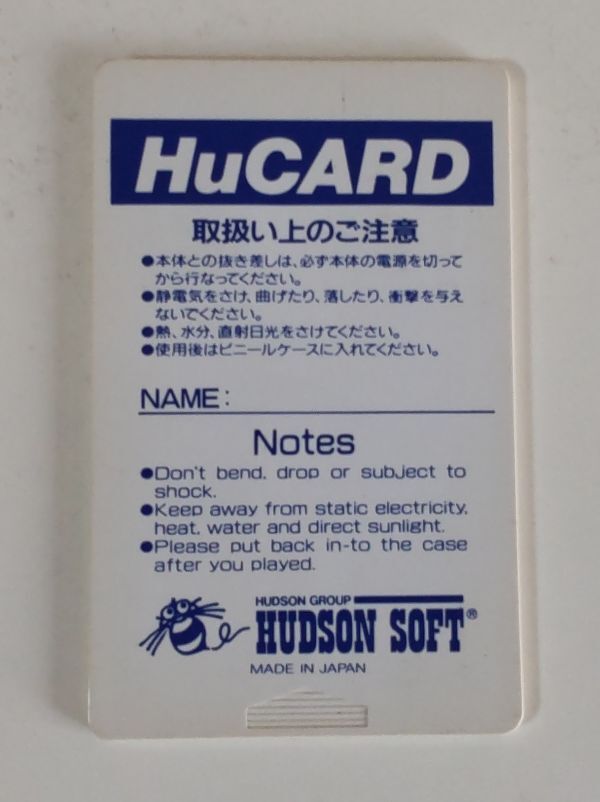 HuCARD
取扱い上のご注意
●本体との抜き差しは、必ず本体の電源を切って
から行なってください。
●静電気をさけ、曲げたり、落したり、衝撃を与え
ないでください。
●熱、水分、直射日光をさけてください。
●使用後はビニールケースに入れてください。
NAME:
Notes
●Don't bend, drop or subject to
shock.
●Keep away from static electricity,
heat, water and direct sunlight.
●Please put back in-to the case
after you played.
HUDSON GROUP
HUDSON SOFT®
MADE IN JAPAN